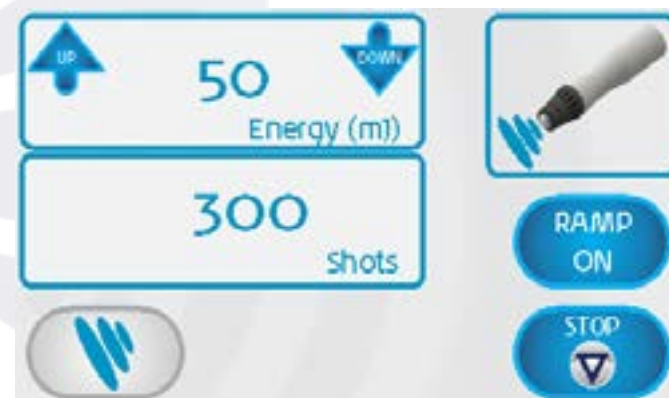 UP
50
DOWN
Energy (mJ)
300
Shots
RAMP
ON
STOP